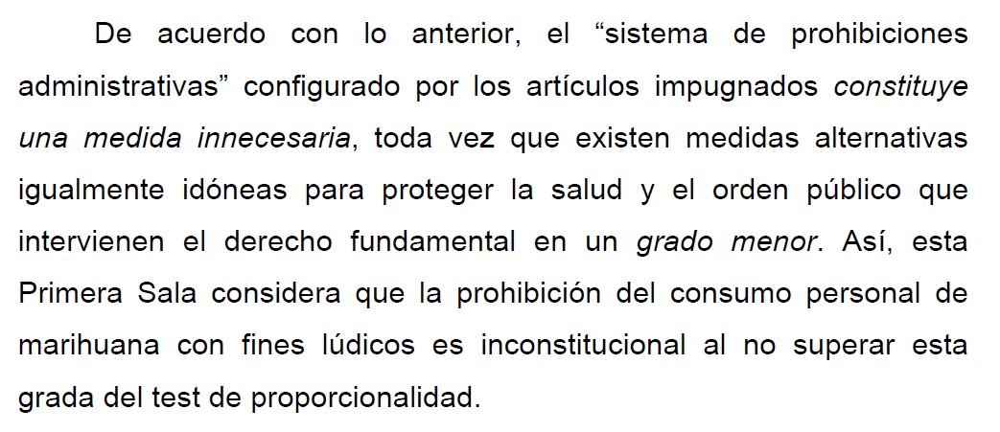 De acuerdo con lo anterior, el “sistema de prohibiciones
administrativas” configurado por los artículos impugnados constituye
una medida innecesaria, toda vez que existen medidas alternativas
igualmente idóneas para proteger la salud y el orden público que
intervienen el derecho fundamental en un grado menor. Así, esta
Primera Sala considera que la prohibición del consumo personal de
marihuana con fines lúdicos es inconstitucional al no superar esta
grada del test de proporcionalidad.